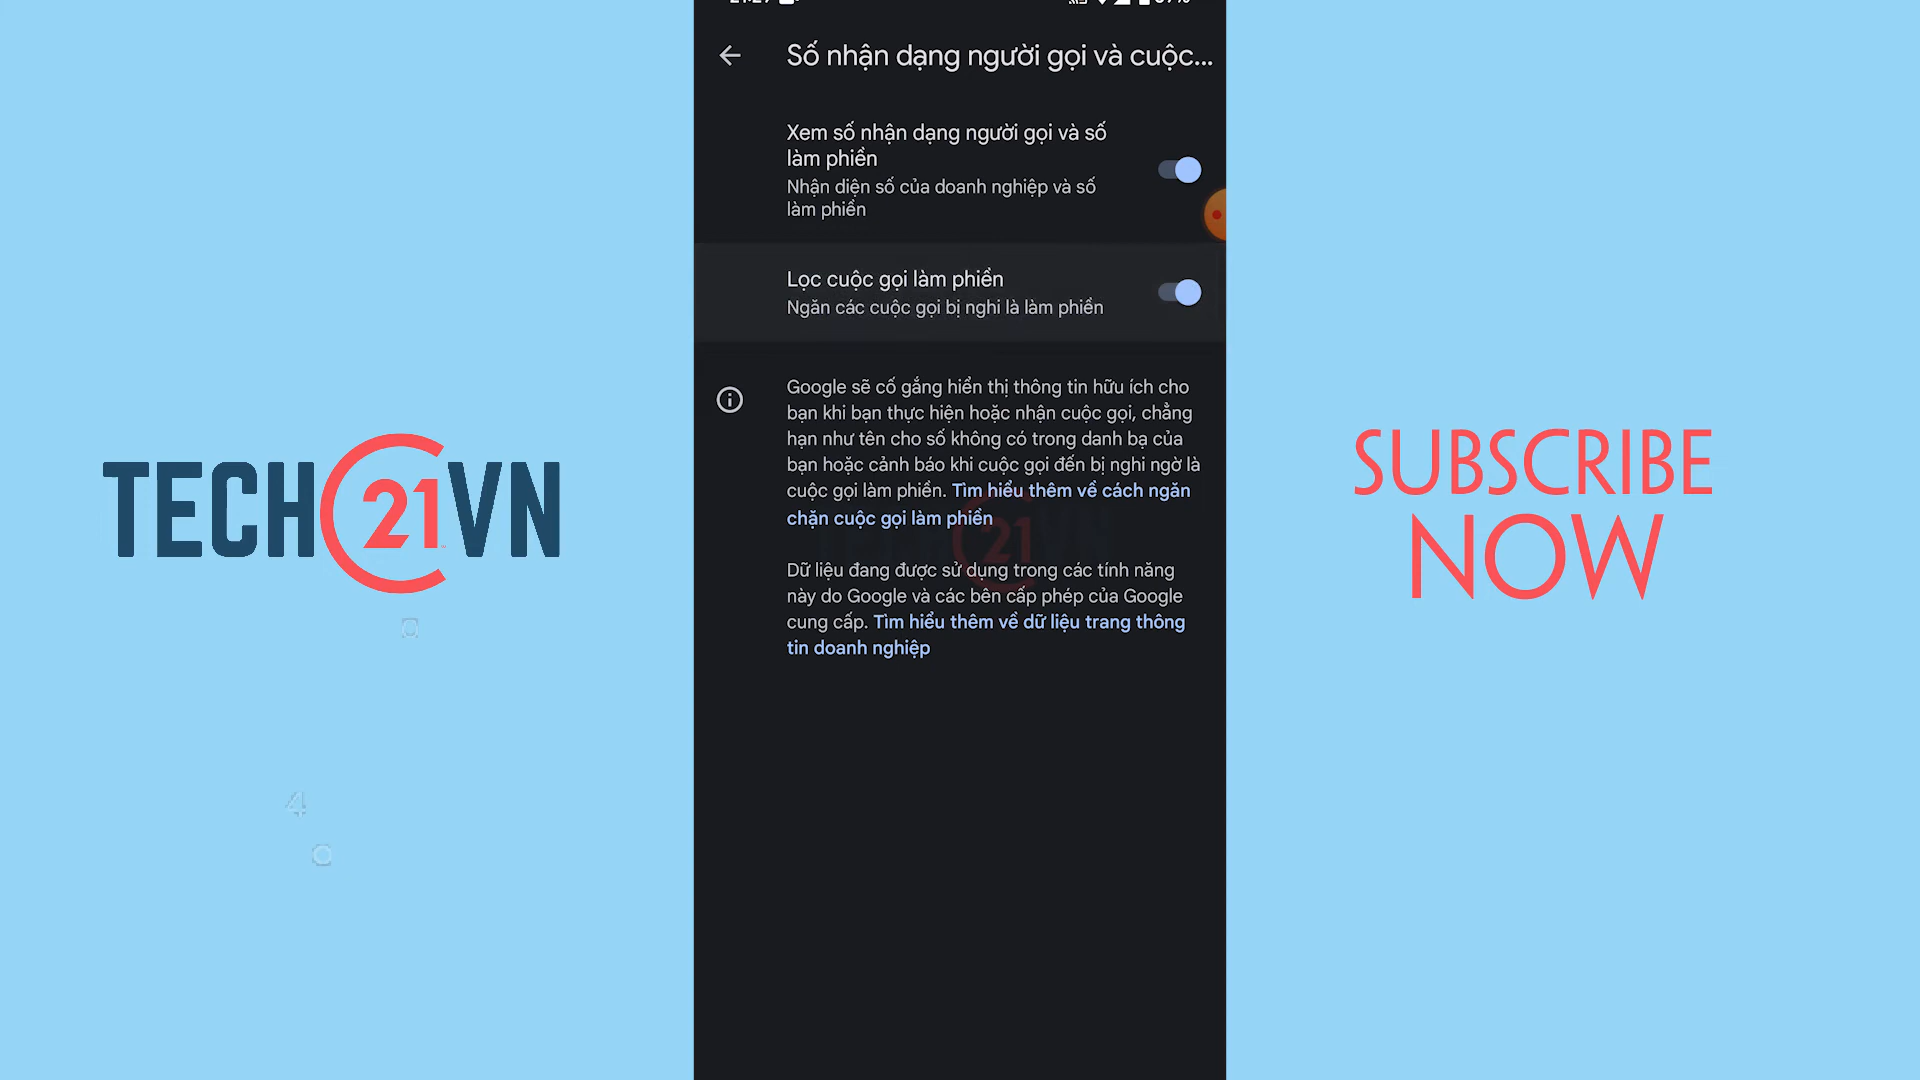 Số nhận dạng người gọi và cuộc...
Xem số nhận dạng người gọi và số
làm phiền
Nhận diện số của doanh nghiệp và số
làm phiền
Lọc cuộc gọi làm phiền
Ngăn các cuộc gọi bị nghi là làm phiền
Google sẽ cố gắng hiển thị thông tin hữu ích cho
bạn khi bạn thực hiện hoặc nhận cuộc gọi, chẳng
hạn như tên cho số không có trong danh bạ của
bạn hoặc cảnh báo khi cuộc gọi đến bị nghi ngờ là
cuộc gọi làm phiền. Tìm hiểu thêm về cách ngăn
chặn cuộc gọi làm phiền
Dữ liệu đang được sử dụng trong các tính năng
này do Google và các bên cấp phép của Google
cung cấp. Tìm hiểu thêm về dữ liệu trang thông
tin doanh nghiệp
TECH 21 VN
SUBSCRIBE
NOW